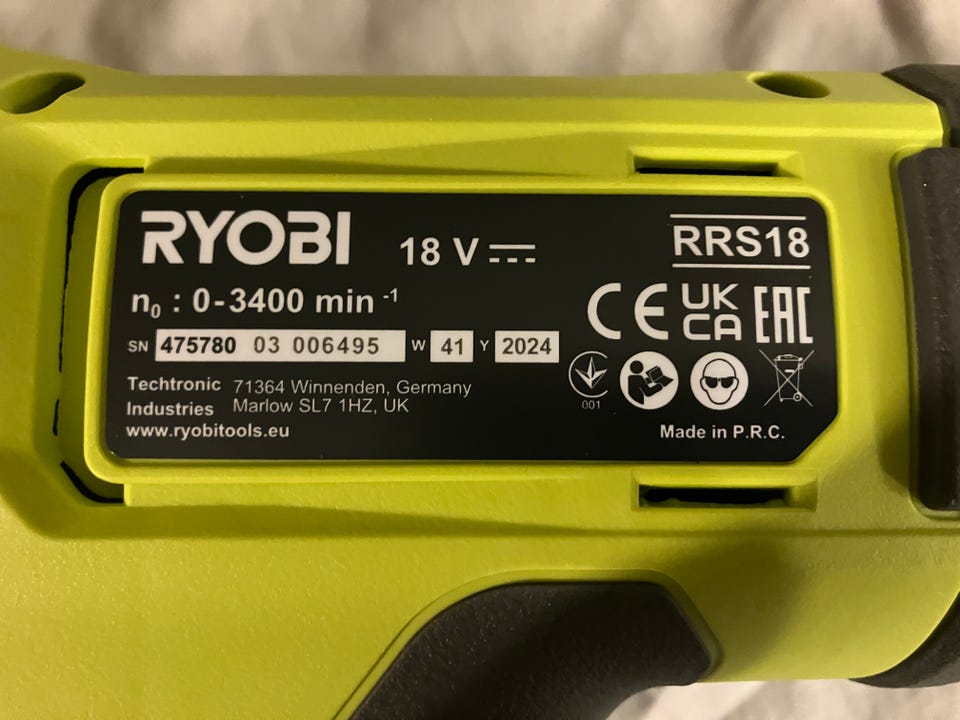 RYOBI 18 V RRS18
n₀ : 0-3400 min ⁻¹
SN 475780 03 006495 W 41 Y 2024
CE UK CA EAC
001
Techtronic Industries
71364 Winnenden, Germany
Marlow SL7 1HZ, UK
www.ryobitools.eu
Made in P.R.C.